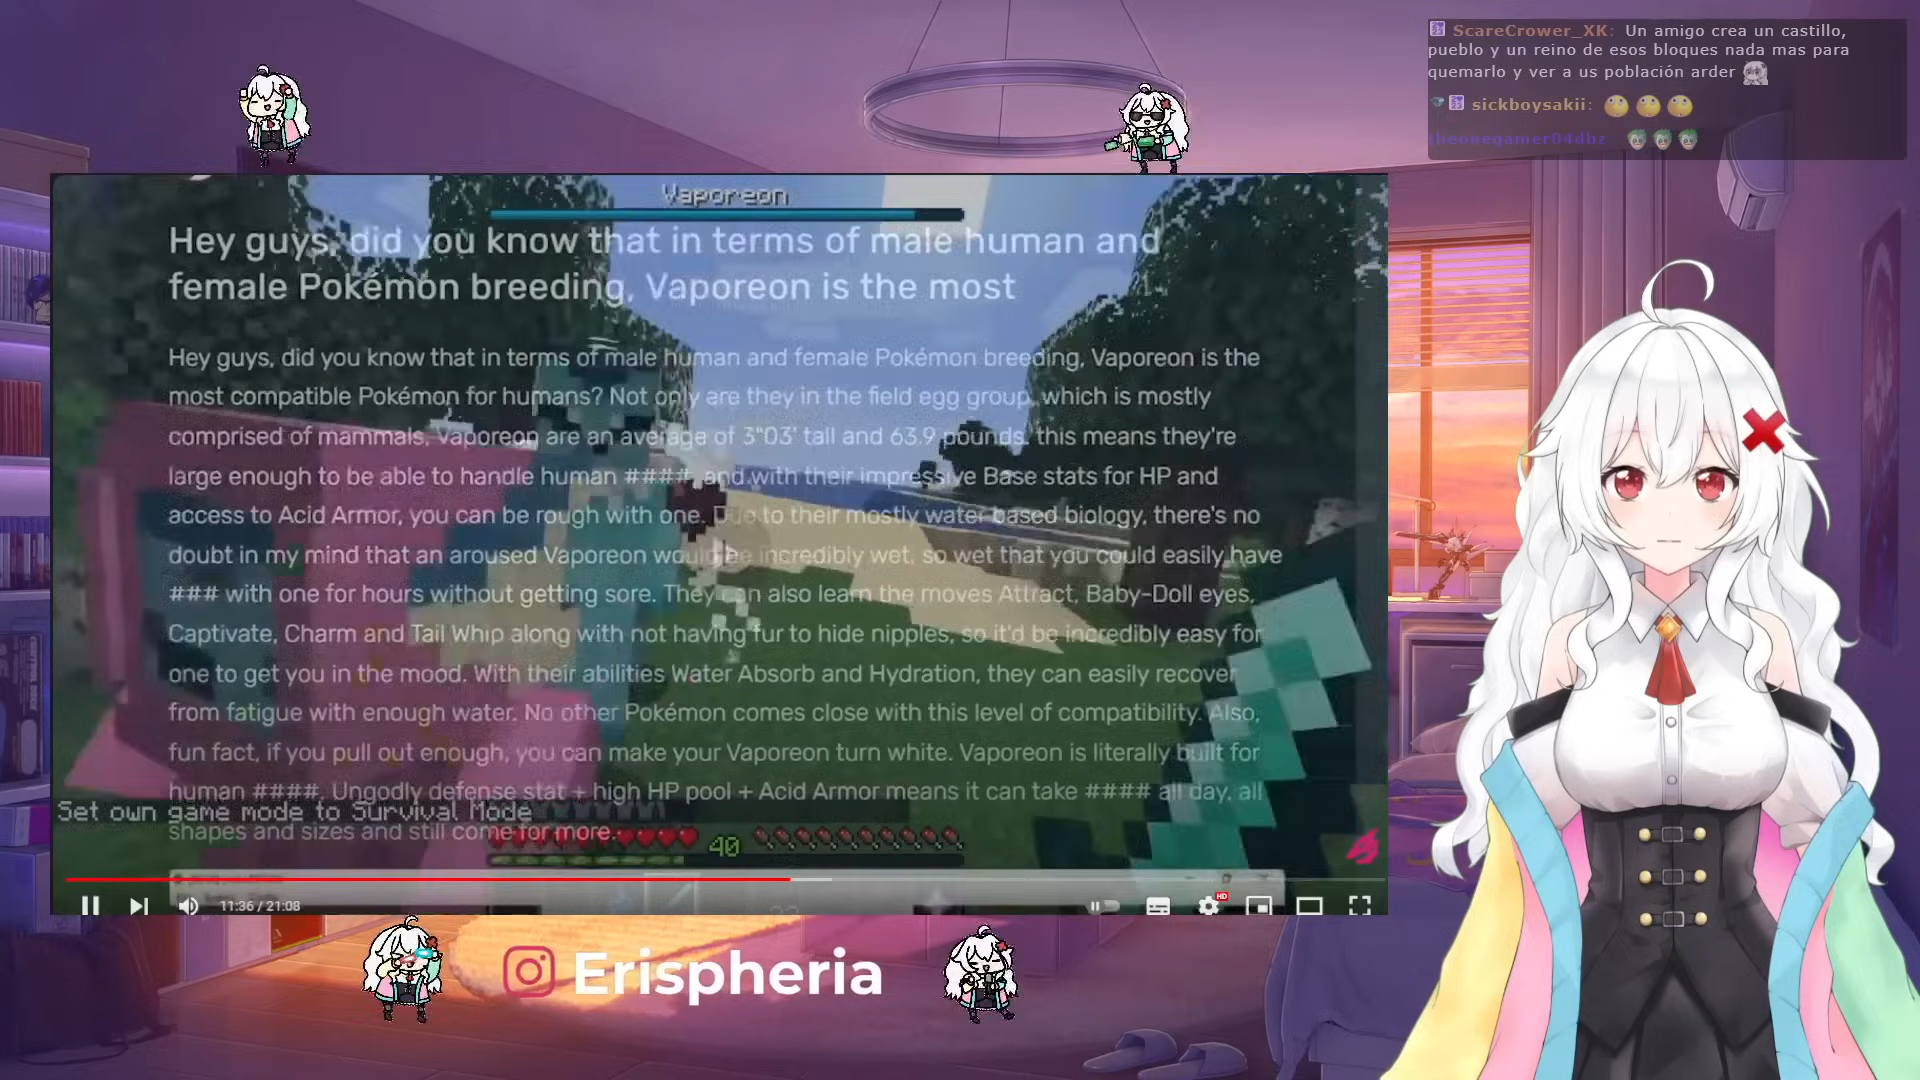 ScareCrower_XK: Un amigo crea un castillo,
pueblo y un reino de esos bloques nada mas para
quemarlo y ver a us población arder
sickboysakii:
theonegamer04dbz
Vaporeon
Hey guys, did you know that in terms of male human and
female Pokémon breeding, Vaporeon is the most
Hey guys, did you know that in terms of male human and female Pokémon breeding, Vaporeon is the
most compatible Pokémon for humans? Not only are they in the field egg group, which is mostly
comprised of mammals, Vaporeon are an average of 3"03' tall and 63.9 pounds. this means they're
large enough to be able to handle human ####, and with their impressive Base stats for HP and
access to Acid Armor, you can be rough with one. Due to their mostly water based biology, there's no
doubt in my mind that an aroused Vaporeon would be incredibly wet, so wet that you could easily have
### with one for hours without getting sore. They can also learn the moves Attract, Baby-Doll eyes,
Captivate, Charm and Tail Whip along with not having fur to hide nipples, so it'd be incredibly easy for
one to get you in the mood. With their abilities Water Absorb and Hydration, they can easily recover
from fatigue with enough water. No other Pokémon comes close with this level of compatibility. Also,
fun fact, if you pull out enough, you can make your Vaporeon turn white. Vaporeon is literally built for
human ####. Ungodly defense stat + high HP pool + Acid Armor means it can take #### all day, all
Set own game mode to Survival Mode
shapes and sizes and still come for more.
40
11:36 / 21:08
HD
Erispheria